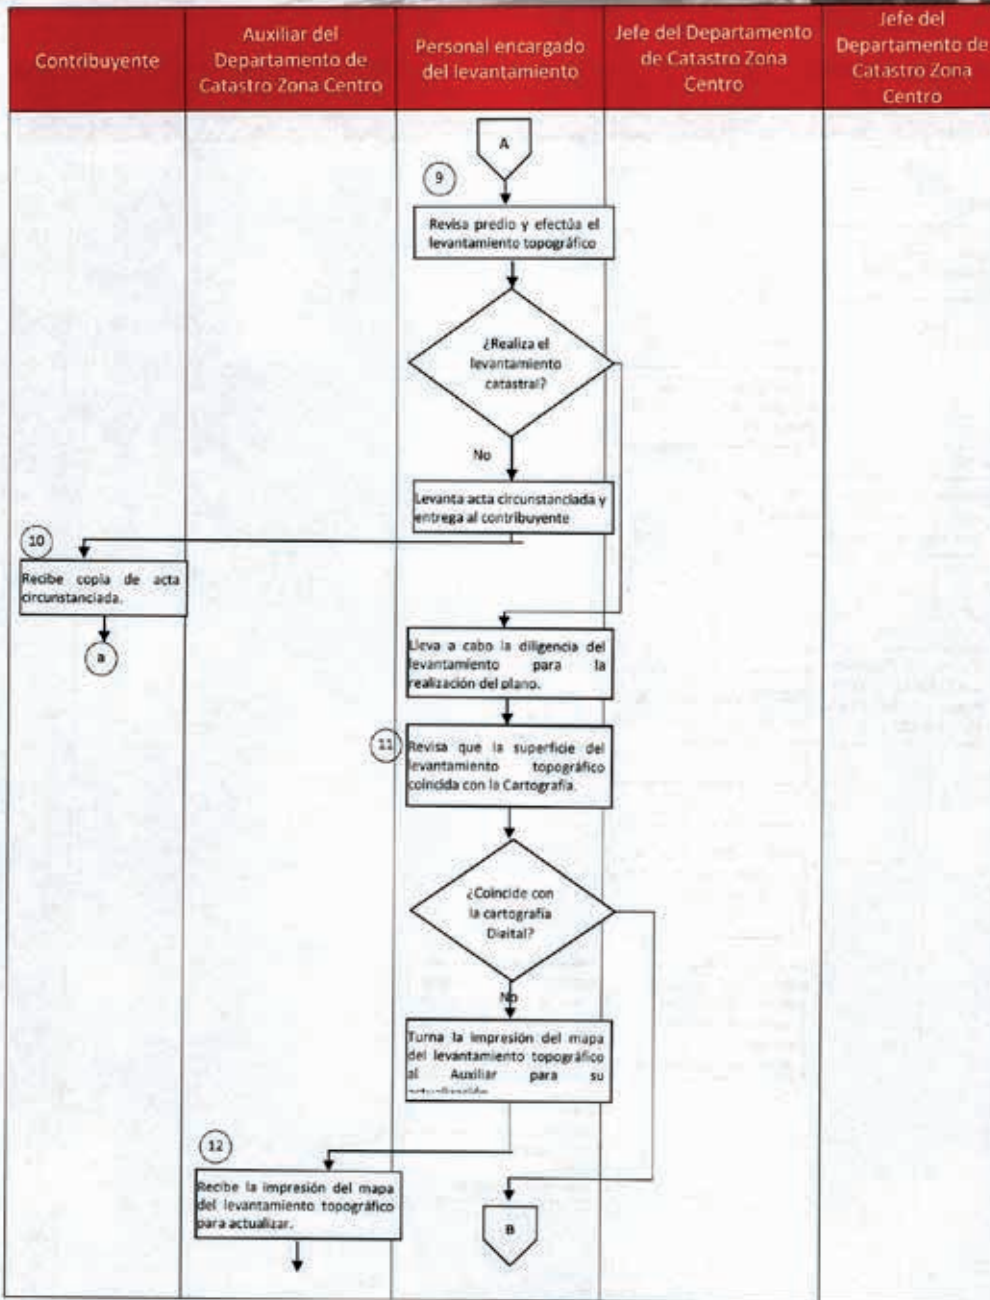 Contribuyente
Auxiliar del
Departamento de
Catastro Zona Centro
Personal encargado
del levantamiento
Jefe del Departamento
de Catastro Zona
Centro
Jefe del
Departamento de
Catastro Zona
Centro
A
9
Revisa predio y efectúa el
levantamiento topográfico
¿Realiza el
levantamiento
catastral?
No
Levanta acta circunstanciada y
entrega al contribuyente
10
Recibe copia de acta
circunstanciada.
a
Lleva a cabo la diligencia del
levantamiento para la
realización del plano.
11
Revisa que la superficie del
levantamiento topográfico
coincida con la Cartografía.
¿Coincide con
la cartografía
Digital?
No
Turna la impresión del mapa
del levantamiento topográfico
al Auxiliar para su
12
Recibe la impresión del mapa
del levantamiento topográfico
para actualizar.
B